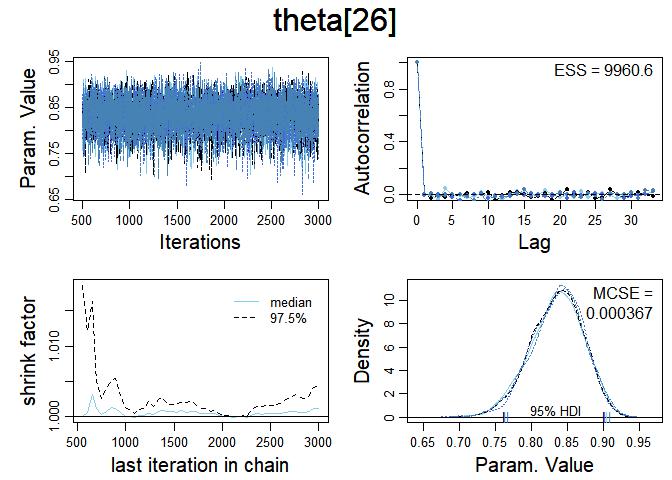 theta[26]
Param. Value
0.65 0.75 0.85 0.95
500 1000 1500 2000 2500 3000
Iterations
Autocorrelation
0.0 0.4 0.8
ESS = 9960.6
0 5 10 15 20 25 30
Lag
shrink factor
1.000 1.010
median
97.5%
500 1000 1500 2000 2500 3000
last iteration in chain
Density
0 2 4 6 8 10
MCSE =
0.000367
95% HDI
0.65 0.70 0.75 0.80 0.85 0.90 0.95
Param. Value